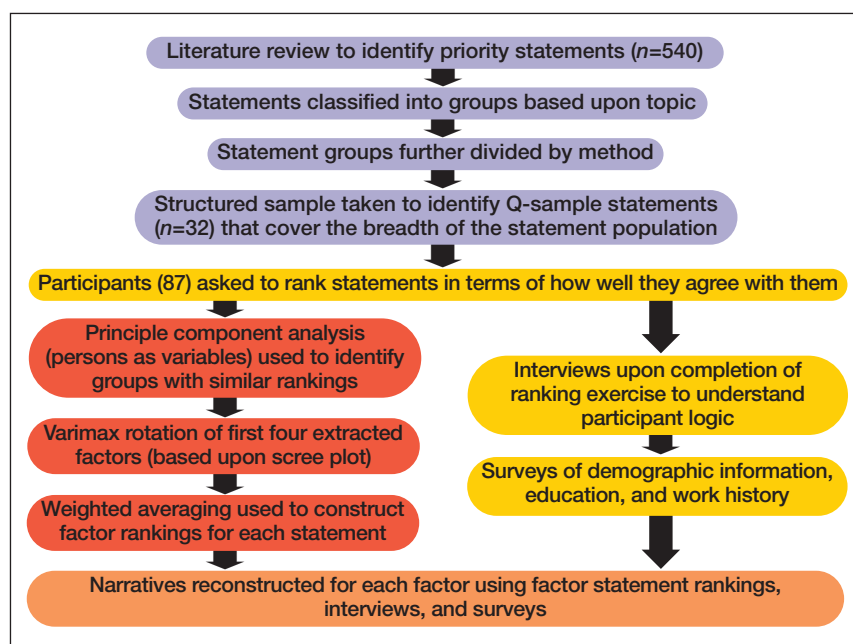 Literature review to identify priority statements (n=540)
Statements classified into groups based upon topic
Statement groups further divided by method
Structured sample taken to identify Q-sample statements
(n=32) that cover the breadth of the statement population
Participants (87) asked to rank statements in terms of how well they agree with them
Principle component analysis
(persons as variables) used to identify
groups with similar rankings
Varimax rotation of first four extracted
factors (based upon scree plot)
Weighted averaging used to construct
factor rankings for each statement
Interviews upon completion of
ranking exercise to understand
participant logic
Surveys of demographic information,
education, and work history
Narratives reconstructed for each factor using factor statement rankings,
interviews, and surveys